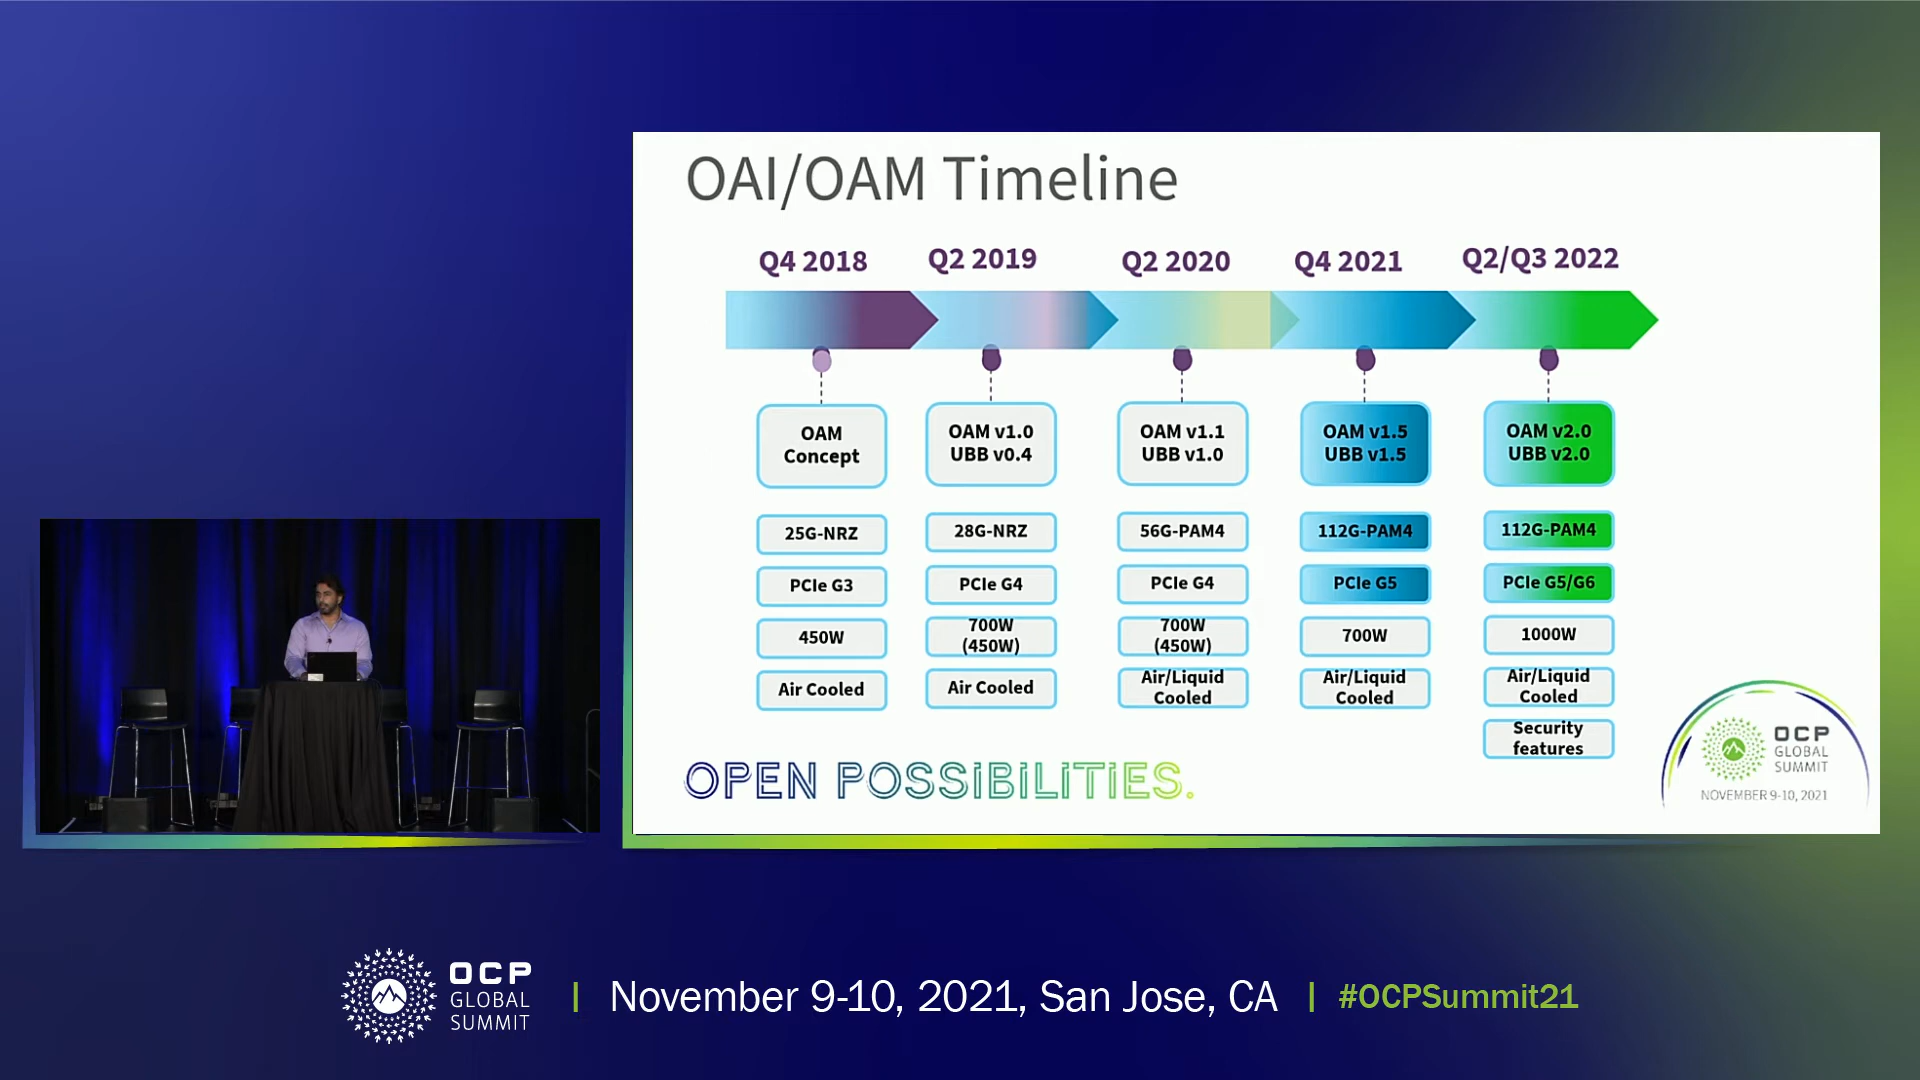 OAI/OAM Timeline
Q4 2018
Q2 2019
Q2 2020
Q4 2021
Q2/Q3 2022
OAM
Concept
OAM v1.0
UBB v0.4
OAM v1.1
UBB v1.0
OAM v1.5
UBB v1.5
OAM v2.0
UBB v2.0
25G-NRZ
28G-NRZ
56G-PAM4
112G-PAM4
112G-PAM4
PCIe G3
PCIe G4
PCIe G4
PCIe G5
PCIe G5/G6
450W
700W
(450W)
700W
(450W)
700W
1000W
Air Cooled
Air Cooled
Air/Liquid
Cooled
Air/Liquid
Cooled
Air/Liquid
Cooled
Security
features
OPEN POSSIBILITIES.
OCP
GLOBAL
SUMMIT
NOVEMBER 9-10, 2021
OCP
GLOBAL
SUMMIT
November 9-10, 2021, San Jose, CA
#OCPSummit21